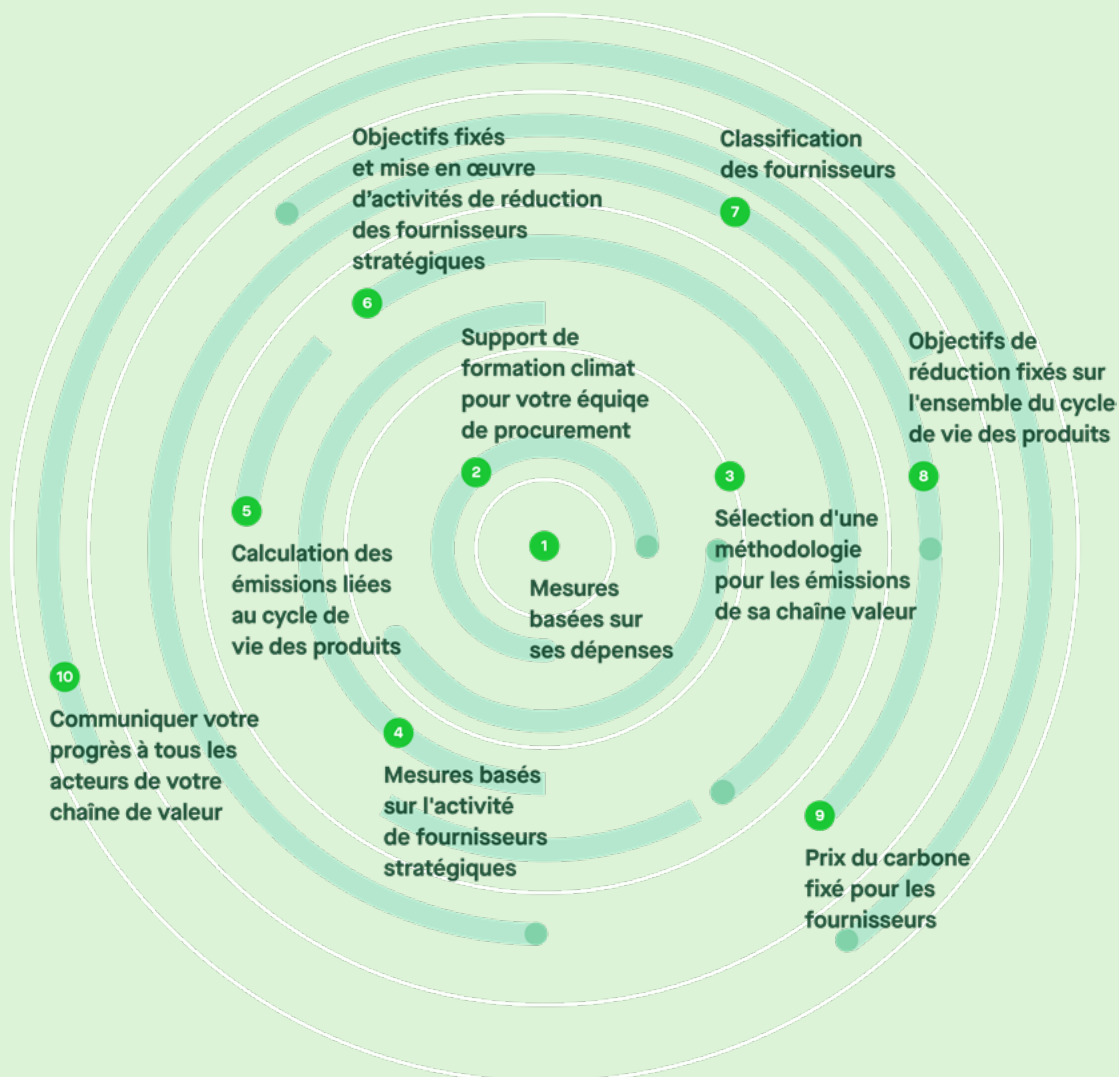 1
Mesures
basées sur
ses dépenses
2
Support de
formation climat
pour votre équiqe
de procurement
3
Sélection d'une
méthodologie
pour les émissions
de sa chaîne valeur
4
Mesures basés
sur l'activité
de fournisseurs
stratégiques
5
Calculation des
émissions liées
au cycle de
vie des produits
6
Objectifs fixés
et mise en œuvre
d’activités de réduction
des fournisseurs
stratégiques
7
Classification
des fournisseurs
8
Objectifs de
réduction fixés sur
l'ensemble du cycle
de vie des produits
9
Prix du carbone
fixé pour les
fournisseurs
10
Communiquer votre
progrès à tous les
acteurs de votre
chaîne de valeur